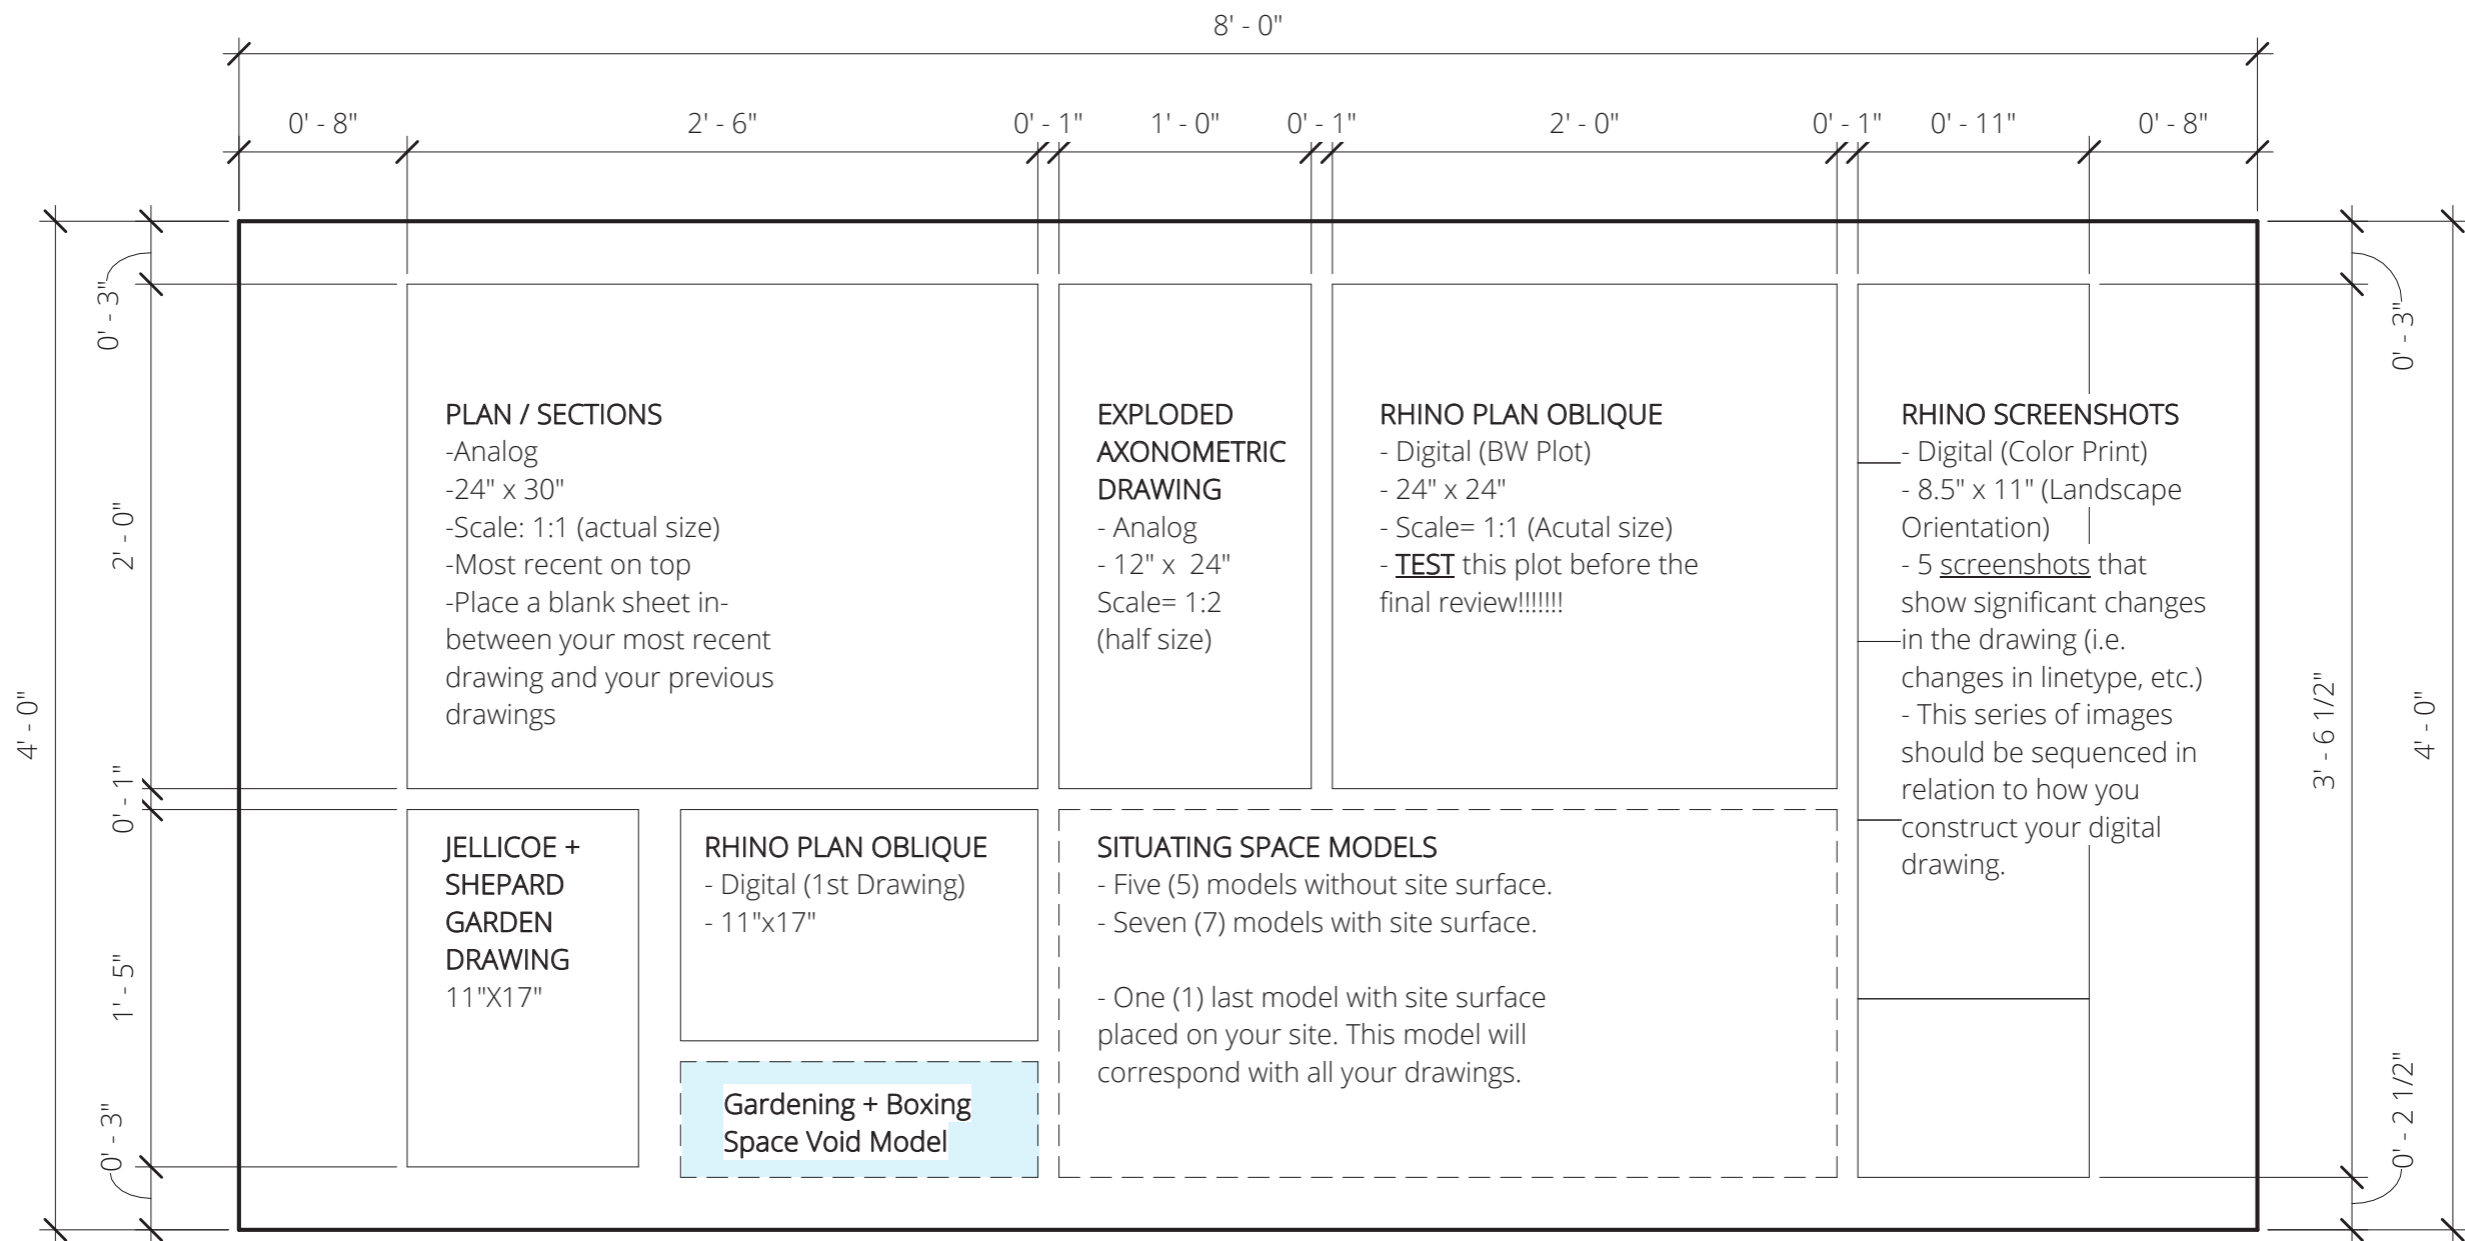 8' - 0"
0' - 8"
2' - 6"
0' - 1"
1' - 0"
0' - 1"
2' - 0"
0' - 1"
0' - 11"
0' - 8"
4' - 0"
0' - 3"
2' - 0"
0' - 1"
1' - 5"
0' - 3"
PLAN / SECTIONS
-Analog
-24" x 30"
-Scale: 1:1 (actual size)
-Most recent on top
-Place a blank sheet in-
between your most recent
drawing and your previous
drawings
EXPLODED
AXONOMETRIC
DRAWING
- Analog
- 12" x  24"
Scale= 1:2
(half size)
RHINO PLAN OBLIQUE
- Digital (BW Plot)
- 24" x 24"
- Scale= 1:1 (Acutal size)
- TEST this plot before the
final review!!!!!!!
RHINO SCREENSHOTS
- Digital (Color Print)
- 8.5" x 11" (Landscape
Orientation)
- 5 screenshots that
show significant changes
in the drawing (i.e.
changes in linetype, etc.)
- This series of images
should be sequenced in
relation to how you
construct your digital
drawing.
JELLICOE +
SHEPARD
GARDEN
DRAWING
11"X17"
RHINO PLAN OBLIQUE
- Digital (1st Drawing)
- 11"x17"
Gardening + Boxing
Space Void Model
SITUATING SPACE MODELS
- Five (5) models without site surface.
- Seven (7) models with site surface.
- One (1) last model with site surface
placed on your site. This model will
correspond with all your drawings.
0' - 3"
3' - 6 1/2"
0' - 2 1/2"
4' - 0"